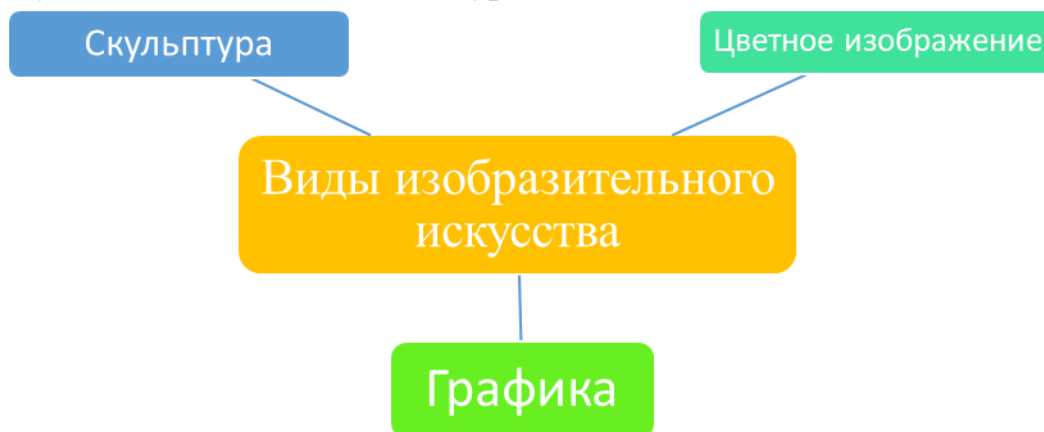 Скульптура
Цветное изображение
Виды изобразительного
искусства
Графика